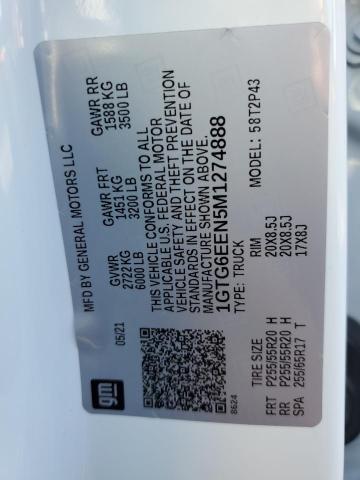 MFD BY GENERAL MOTORS LLC
05/21
gm
GVWR
2722 KG
6000 LB
GAWR FRT
1451 KG
3200 LB
GAWR RR
1588 KG
3500 LB
THIS VEHICLE CONFORMS TO ALL
APPLICABLE U.S. FEDERAL MOTOR
VEHICLE SAFETY AND THEFT PREVENTION
STANDARDS IN EFFECT ON THE DATE OF
MANUFACTURE SHOWN ABOVE.
1GTG6EEN5M1274888
TYPE: TRUCK
MODEL: 58T2P43
8624
TIRE SIZE RIM
FRT P255/55R20 H 20X8.5J
RR P255/55R20 H 20X8.5J
SPA 255/65R17 T 17X8J